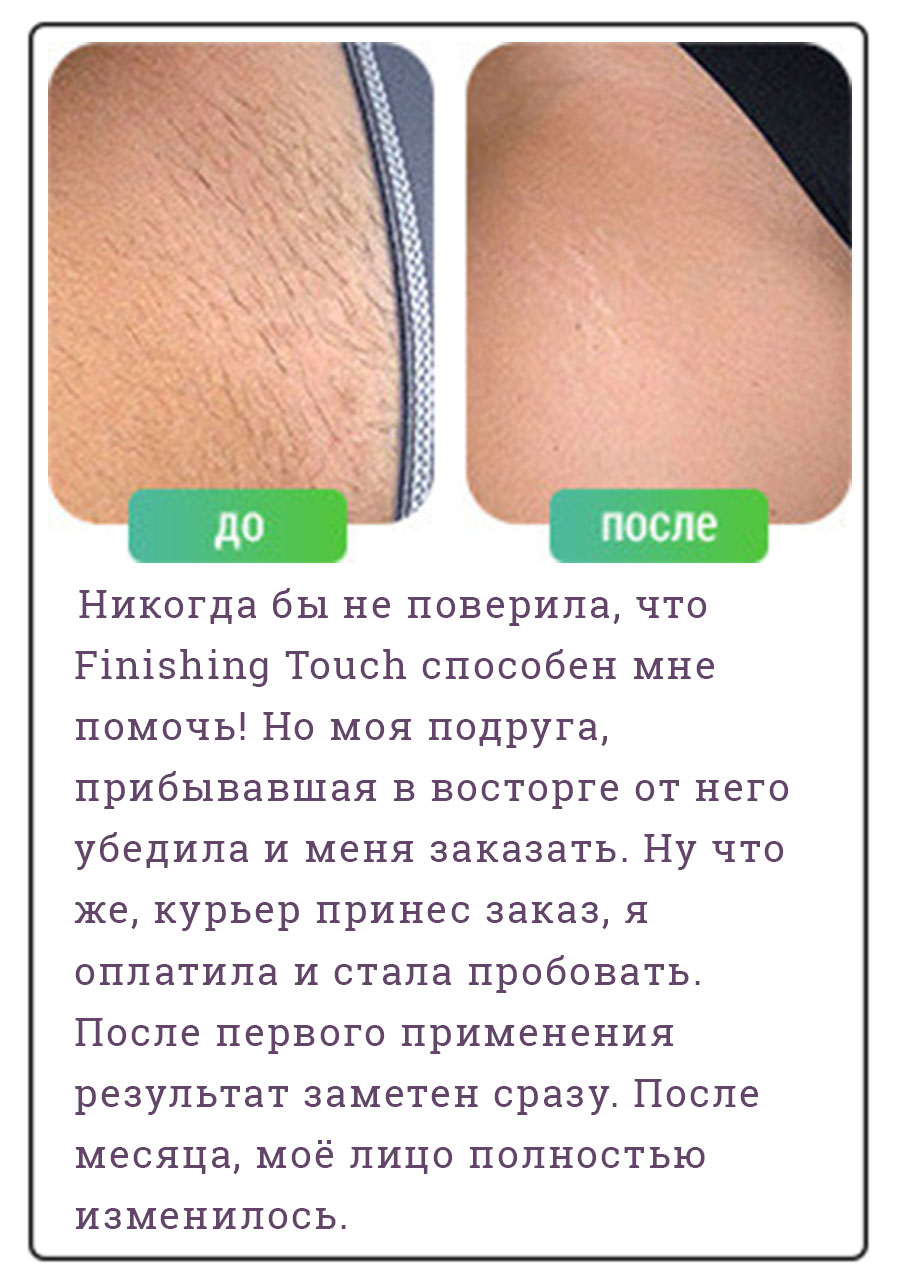 до
после
Никогда бы не поверила, что
Finishing Touch способен мне
помочь! Но моя подруга,
прибывавшая в восторге от него
убедила и меня заказать. Ну что
же, курьер принес заказ, я
оплатила и стала пробовать.
После первого применения
результат заметен сразу. После
месяца, моё лицо полностью
изменилось.